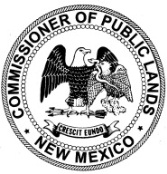 COMMISSIONER OF PUBLIC LANDS
CRESCIT EUNDO
NEW MEXICO